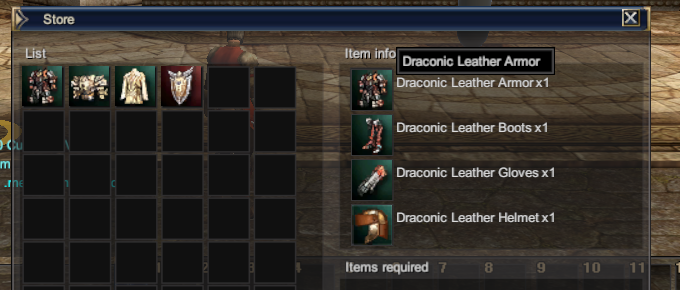 Store
List
Item info
Draconic Leather Armor
Draconic Leather Armor x1
Draconic Leather Boots x1
Draconic Leather Gloves x1
Draconic Leather Helmet x1
Items required
7 8 9 10 11